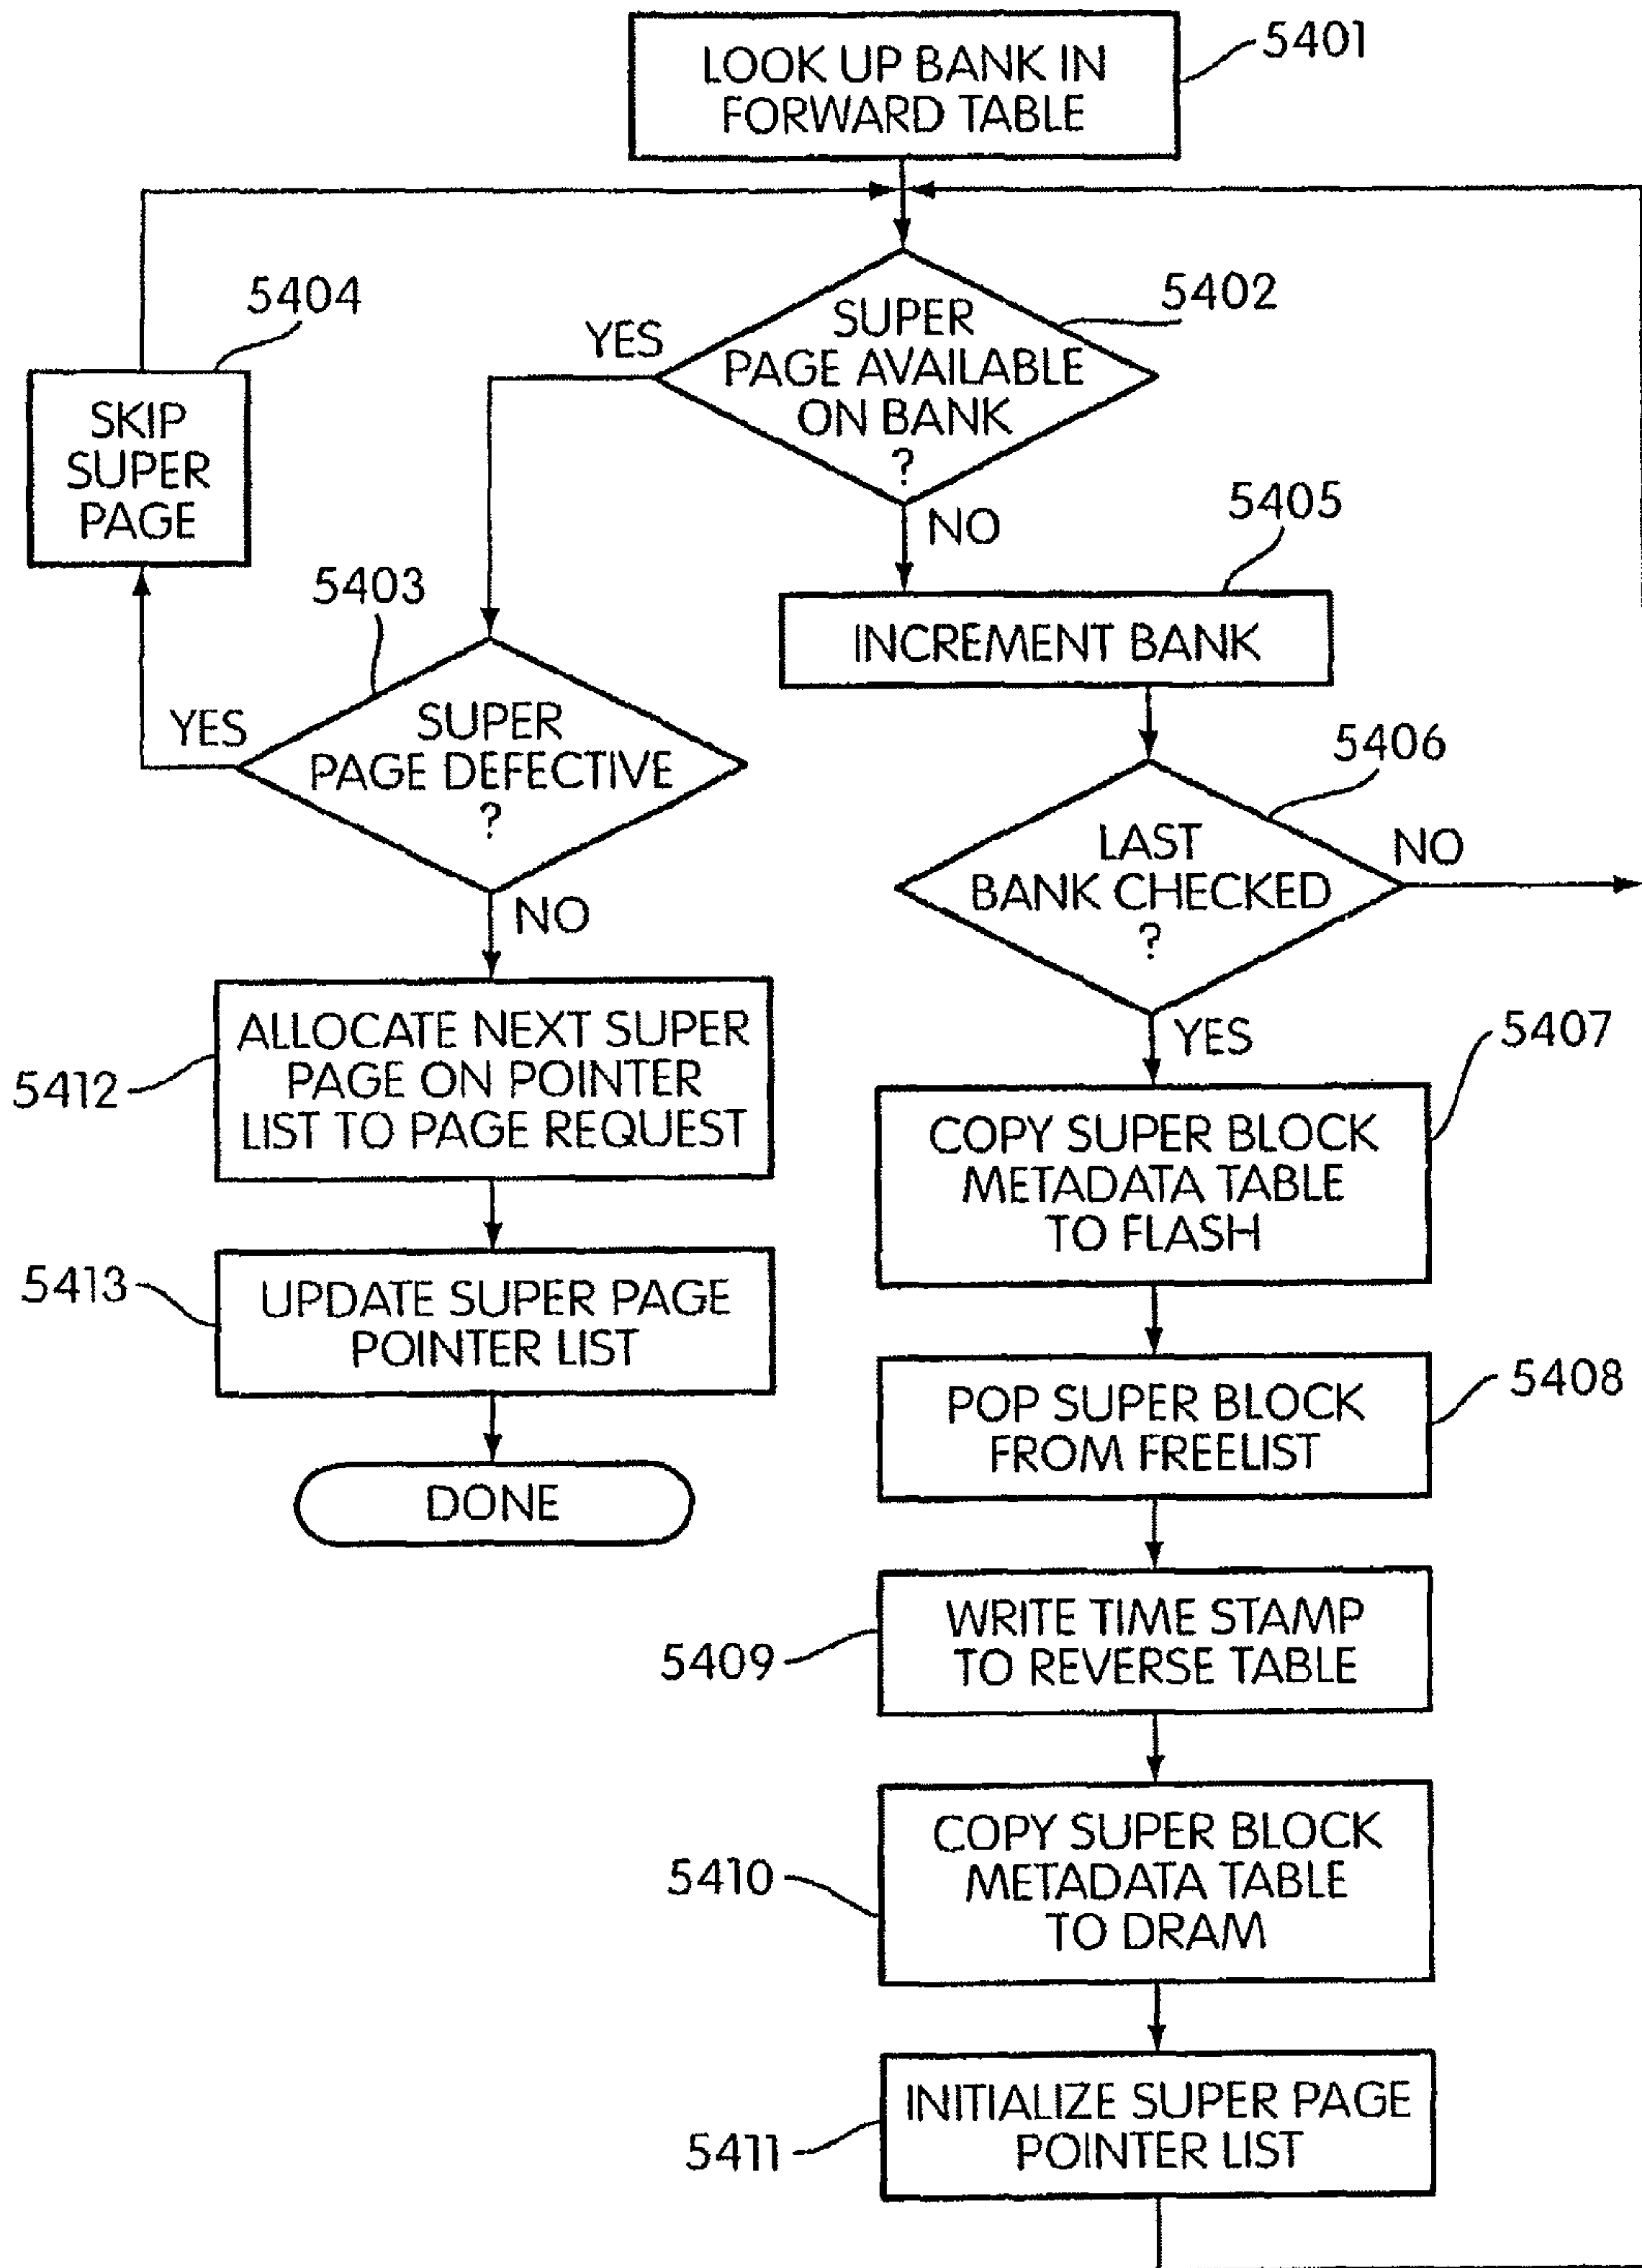 LOOK UP BANK IN
FORWARD TABLE
5401
5404
SKIP
SUPER
PAGE
YES
SUPER
PAGE AVAILABLE
ON BANK
?
5402
NO
5405
INCREMENT BANK
5403
YES
SUPER
PAGE DEFECTIVE
?
NO
5406
LAST
BANK CHECKED
?
NO
YES
5412
ALLOCATE NEXT SUPER
PAGE ON POINTER
LIST TO PAGE REQUEST
5407
COPY SUPER BLOCK
METADATA TABLE
TO FLASH
5413
UPDATE SUPER PAGE
POINTER LIST
DONE
5408
POP SUPER BLOCK
FROM FREELIST
5409
WRITE TIME STAMP
TO REVERSE TABLE
5410
COPY SUPER BLOCK
METADATA TABLE
TO DRAM
5411
INITIALIZE SUPER PAGE
POINTER LIST